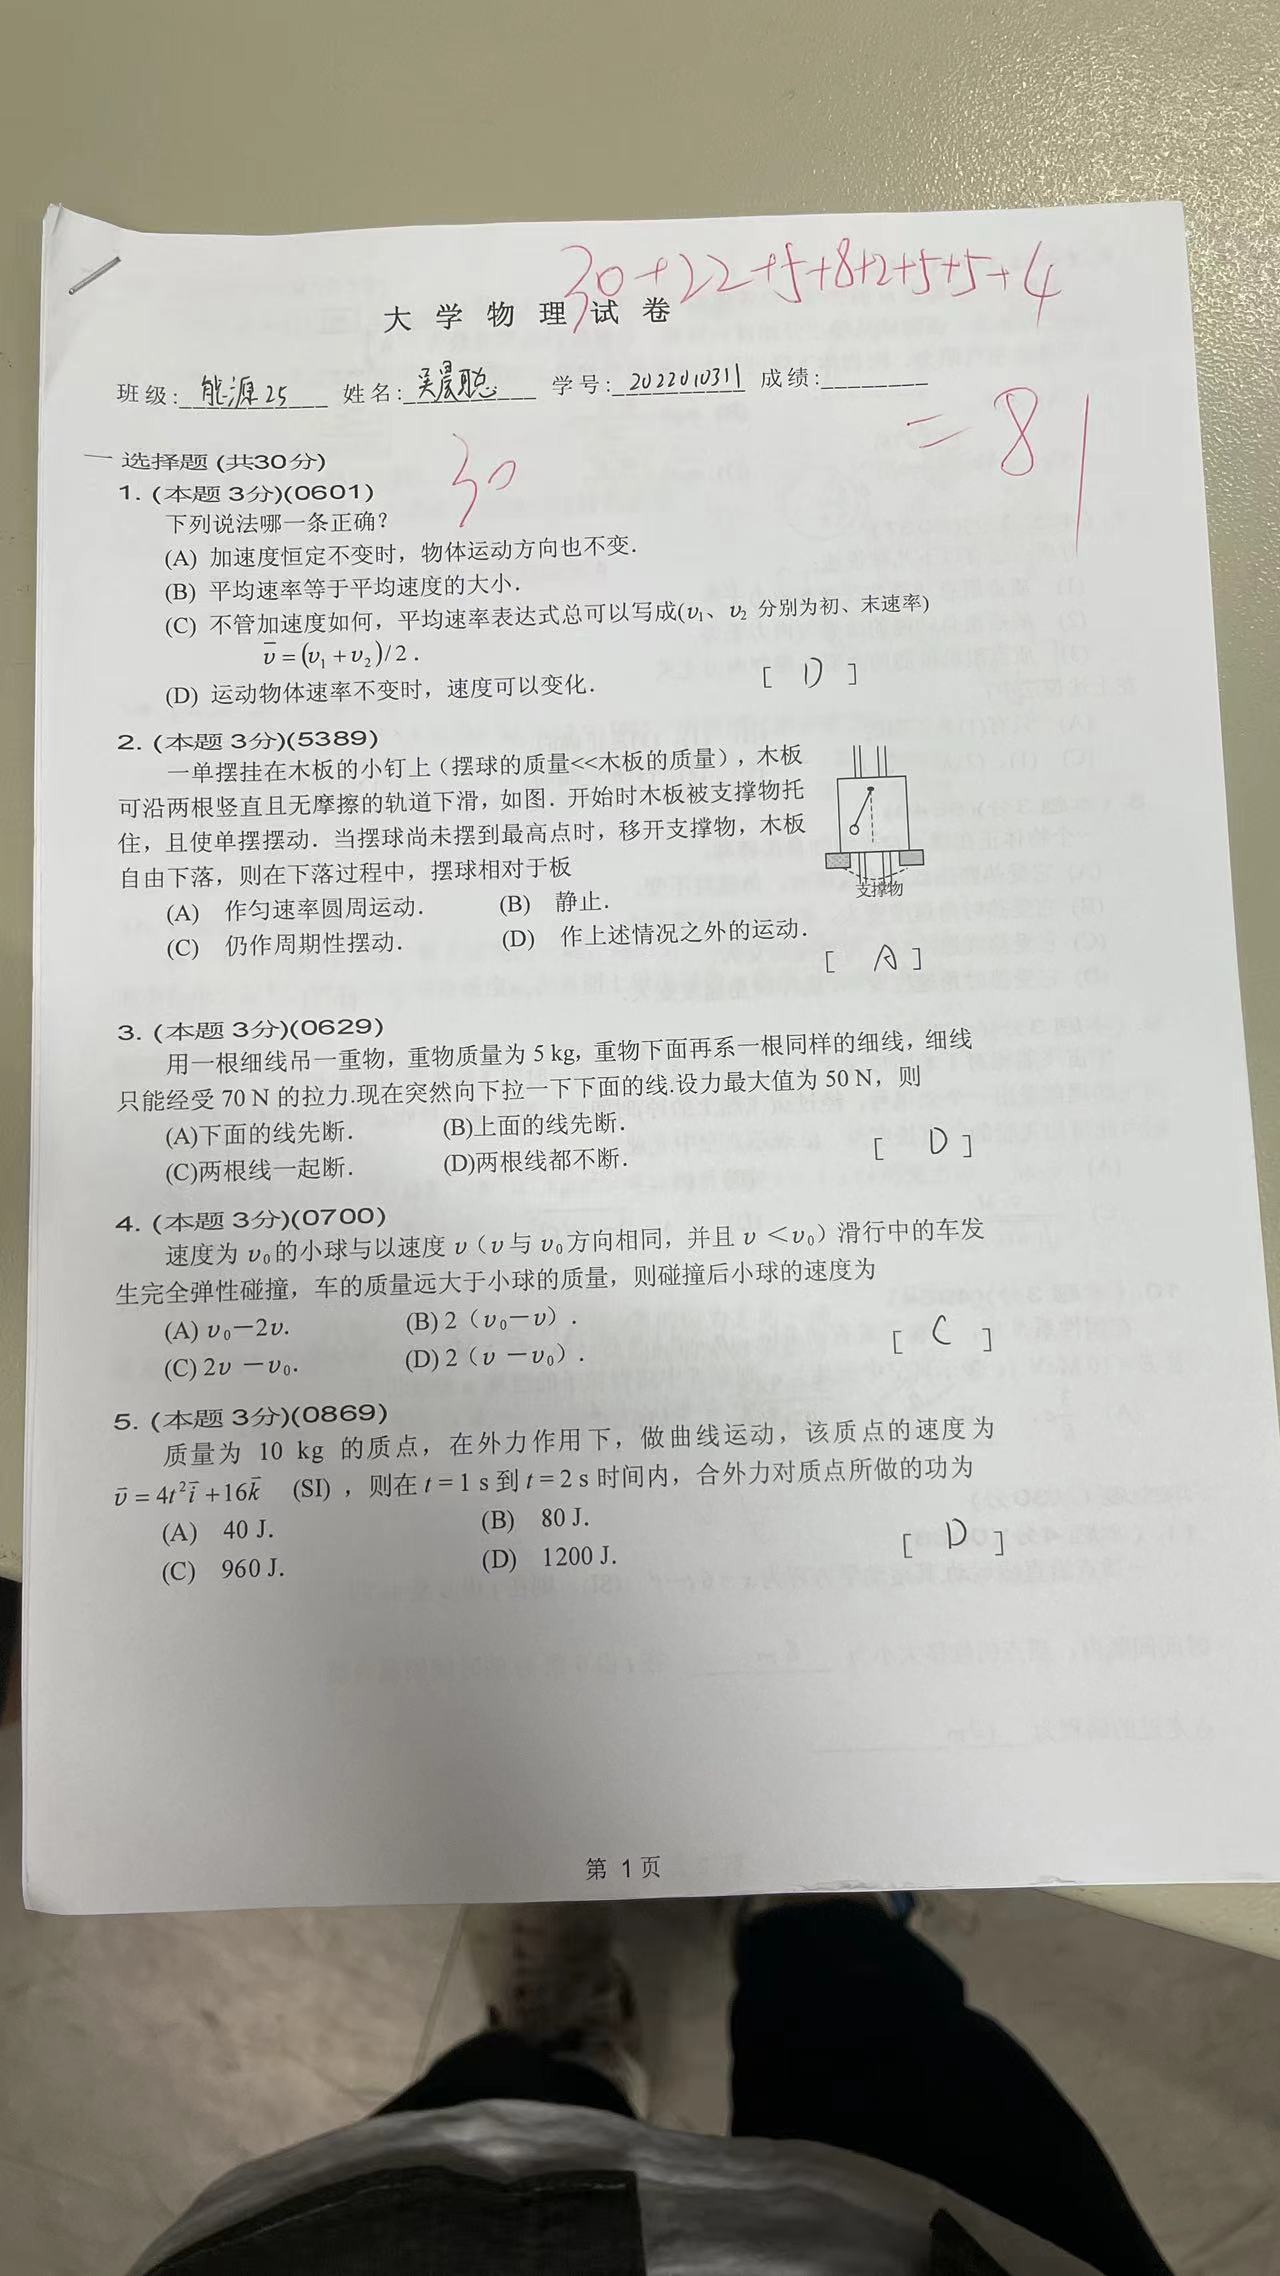 30+22+5+8+2+5+5+4
大学物理试卷
班级: 能源25 姓名: 吴晨聪 学号: 2022010311 成绩:
= 81
一 选择题 (共30分)
30
1. (本题 3分)(0601)
下列说法哪一条正确?
(A) 加速度恒定不变时，物体运动方向也不变.
(B) 平均速率等于平均速度的大小.
(C) 不管加速度如何，平均速率表达式总可以写成(υ₁、υ₂ 分别为初、末速率)
ῡ = (υ₁ + υ₂)/2 .
(D) 运动物体速率不变时，速度可以变化.
[ D ]
2. (本题 3分)(5389)
一单摆挂在木板的小钉上（摆球的质量<<木板的质量），木板
可沿两根竖直且无摩擦的轨道下滑，如图．开始时木板被支撑物托
住，且使单摆摆动．当摆球尚未摆到最高点时，移开支撑物，木板
自由下落，则在下落过程中，摆球相对于板
支撑物
(A) 作匀速率圆周运动. (B) 静止.
(C) 仍作周期性摆动. (D) 作上述情况之外的运动.
[ A ]
3. (本题 3分)(0629)
用一根细线吊一重物，重物质量为 5 kg，重物下面再系一根同样的细线，细线
只能经受 70 N 的拉力.现在突然向下拉一下下面的线.设力最大值为 50 N，则
(A)下面的线先断. (B)上面的线先断.
(C)两根线一起断. (D)两根线都不断.
[ D ]
4. (本题 3分)(0700)
速度为 υ₀ 的小球与以速度 υ（υ 与 υ₀ 方向相同，并且 υ ＜υ₀）滑行中的车发
生完全弹性碰撞，车的质量远大于小球的质量，则碰撞后小球的速度为
(A) υ₀－2υ. (B) 2（υ₀－υ）.
(C) 2υ －υ₀. (D) 2（υ －υ₀）.
[ C ]
5. (本题 3分)(0869)
质量为 10 kg 的质点，在外力作用下，做曲线运动，该质点的速度为
ῡ = 4t²i̅ +16k̅ (SI) ，则在 t = 1 s 到 t = 2 s 时间内，合外力对质点所做的功为
(A) 40 J. (B) 80 J.
(C) 960 J. (D) 1200 J.
[ D ]
第 1页